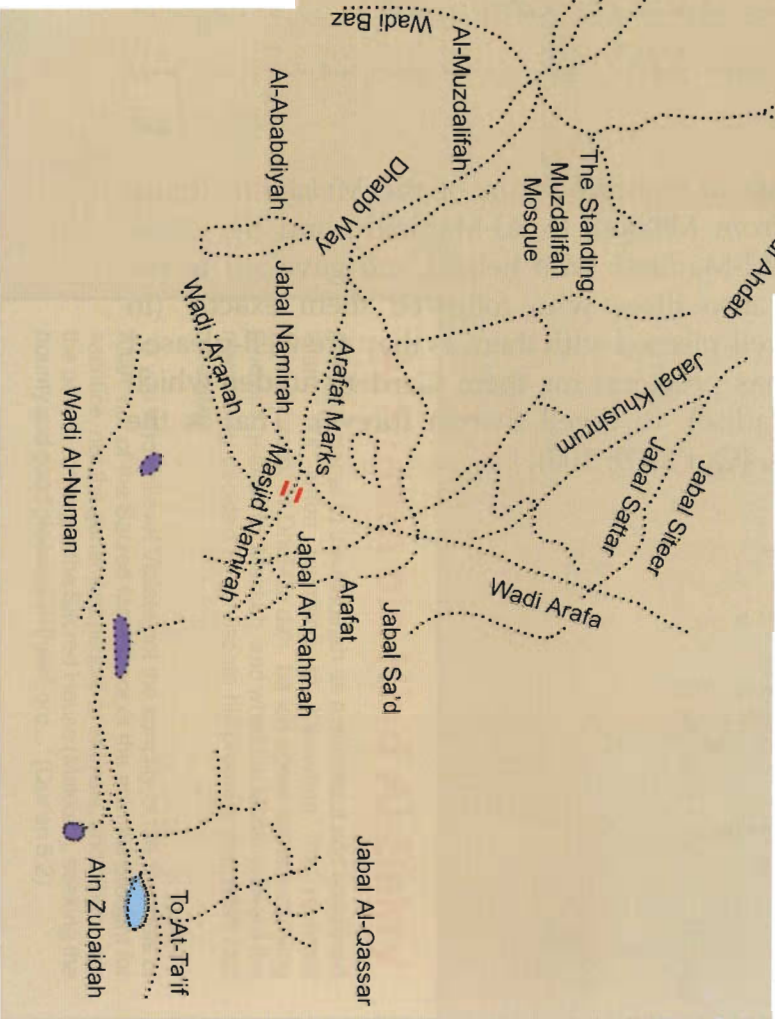 Wadi Baz
Al-Muzdalifah
Al-Ababdiyah
The Standing
Muzdalifah
Mosque
Dhabb Way
Ahdab
Jabal Namirah
Wadi Aranah
Arafat Marks
Masjid Namirah
Jabal Khushrum
Jabal Sattar
Jabal Siteer
Wadi Al-Numan
Jabal Ar-Rahmah
Arafat
Jabal Sa'd
Wadi Arafa
Jabal Al-Qassar
To At-Ta'if
Ain Zubaidah